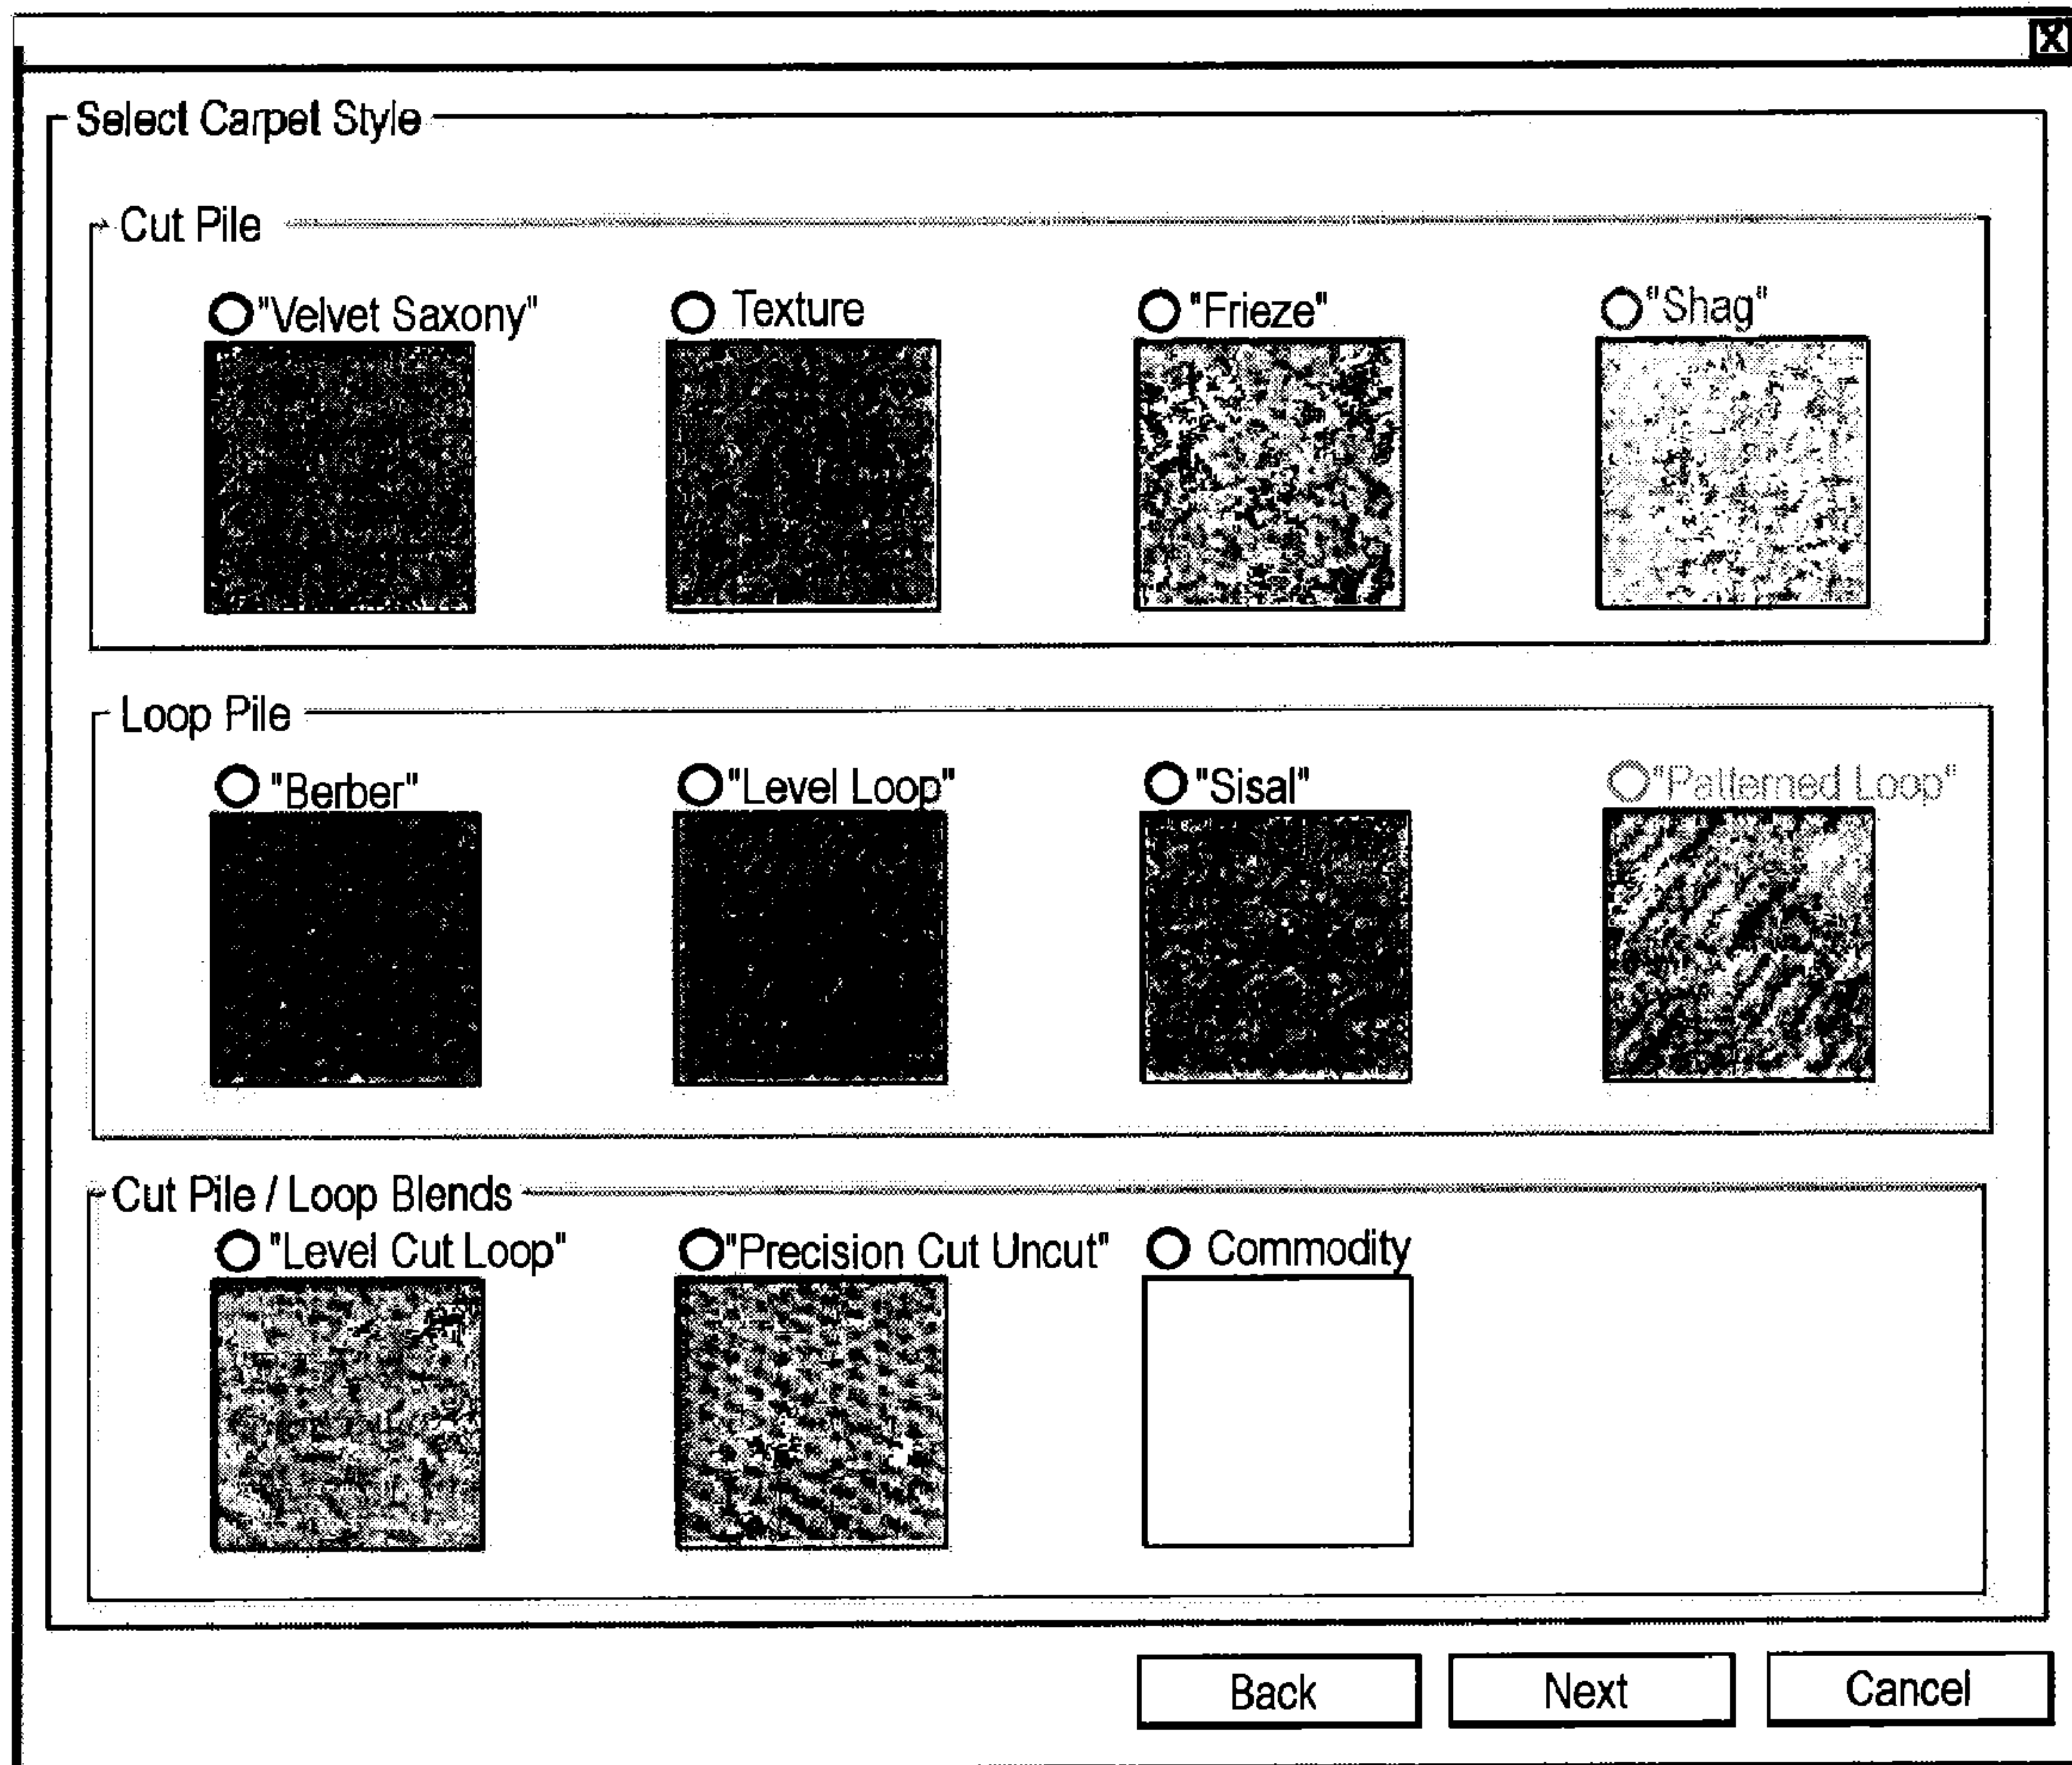 X
Select Carpet Style
Cut Pile
"Velvet Saxony" Texture "Frieze" "Shag"
Loop Pile
"Berber" "Level Loop" "Sisal" "Patterned Loop"
Cut Pile / Loop Blends
"Level Cut Loop" "Precision Cut Uncut" Commodity
Back Next Cancel